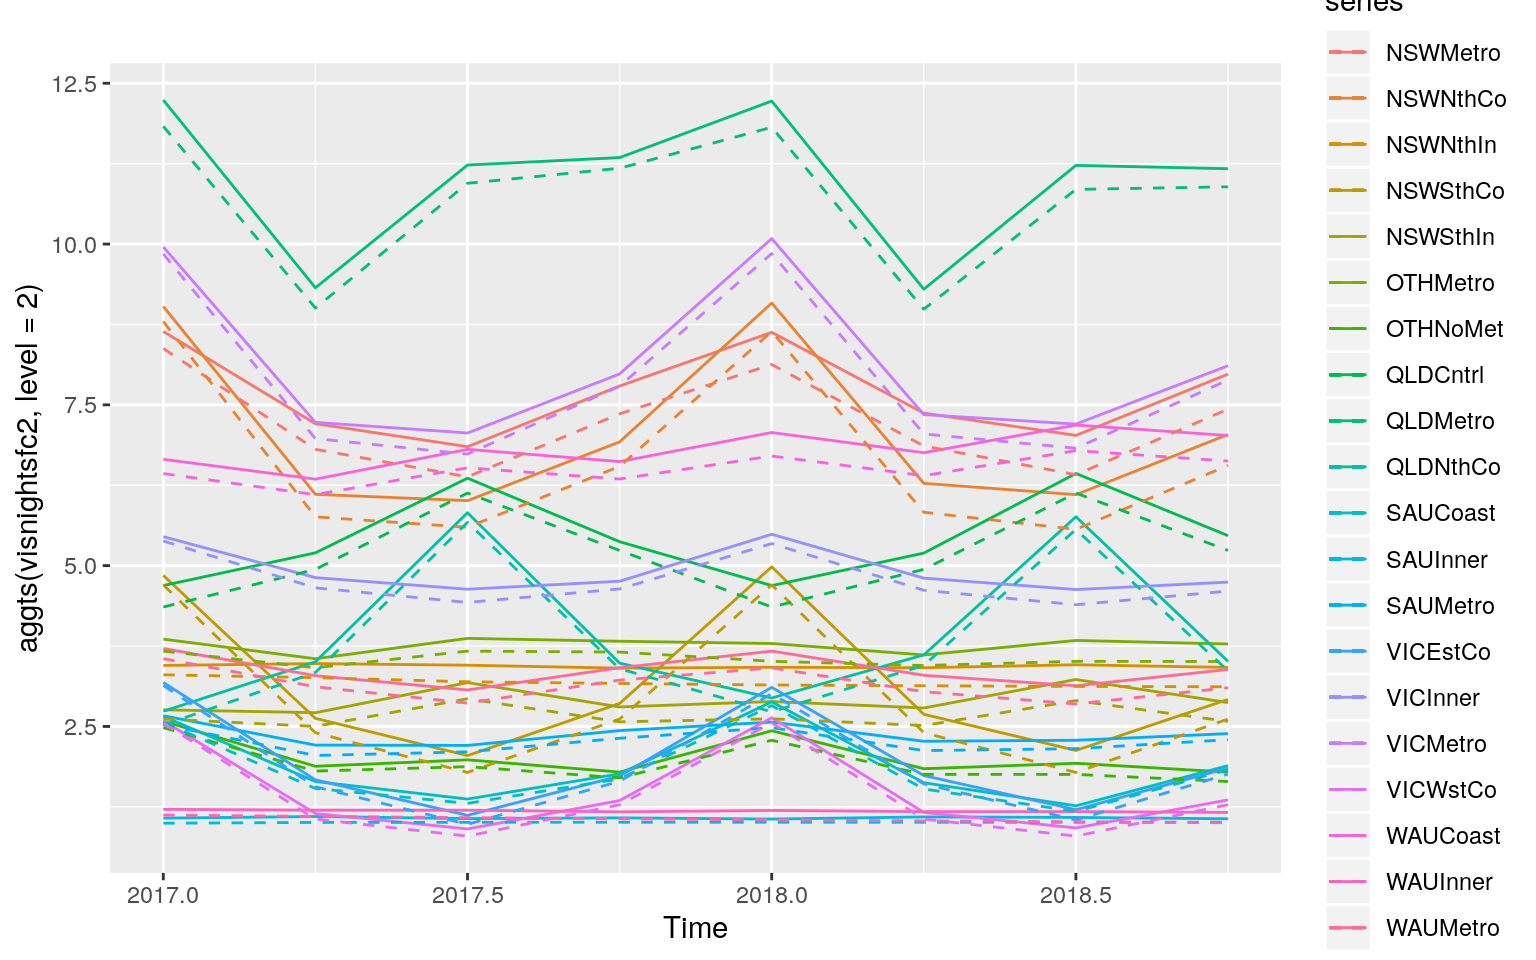 series
12.5
10.0
7.5
5.0
2.5
aggts(visnightsfc2, level = 2)
2017.0
2017.5
2018.0
2018.5
Time
NSWMetro
NSWNthCo
NSWNthIn
NSWSthCo
NSWSthIn
OTHMetro
OTHNoMet
QLDCntrl
QLDMetro
QLDNthCo
SAUCoast
SAUInner
SAUMetro
VICEstCo
VICInner
VICMetro
VICWstCo
WAUCoast
WAUInner
WAUMetro